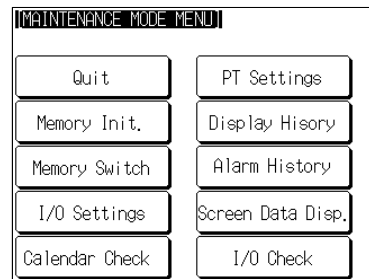 [MAINTENANCE MODE MENU]
Quit
PT Settings
Memory Init.
Display Hisory
Memory Switch
Alarm History
I/O Settings
Screen Data Disp.
Calendar Check
I/O Check